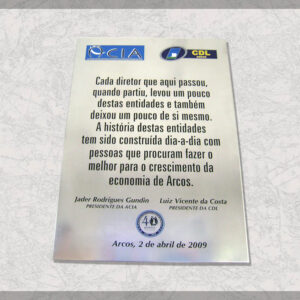 ACIA CDL
Cada diretor que aqui passou,
quando partiu, levou um pouco
destas entidades e também
deixou um pouco de si mesmo.
A história destas entidades
tem sido construída dia-a-dia com
pessoas que procuram fazer o
melhor para o crescimento da
economia de Arcos.
Jader Rodrigues Gundin Luiz Vicente da Costa
PRESIDENTE DA ACIA PRESIDENTE DA CDL
40
Arcos, 2 de abril de 2009